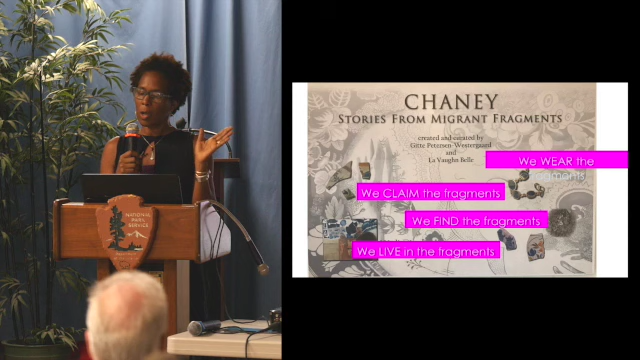 CHANEY
STORIES FROM MIGRANT FRAGMENTS
created and curated by
Gitte Petersen-Westergaard
and
La Vaughn Belle
We WEAR the
fragments
We CLAIM the fragments
We FIND the fragments
We LIVE in the fragments
NATIONAL
PARK
SERVICE